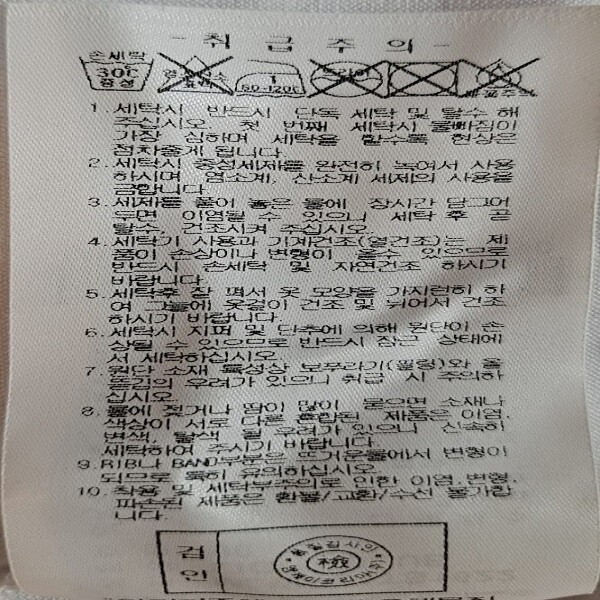 - 취 급 주 의 -
손세탁
30℃
중성
1
80-120℃
드라이
1. 세탁시 반드시 단독 세탁 및 탈수 해
주십시오. 첫 번째 세탁시 물빠짐이
가장 심하며 세탁을 할수록 현상은
점차줄게 됩니다.
2. 세탁시 중성세제를 완전히 녹여서 사용
하시며 염소계, 산소계 세제의 사용을
금합니다.
3. 세제를 풀어 놓은 물에 장시간 담그어
두면 이염될 수 있으니 세탁 후 곧
탈수, 건조시켜 주십시오.
4. 세탁기 사용과 기계건조(열건조)는 제
품이 손상이나 변형이 올수 있으므로
반드시 손세탁 및 자연건조 하시기
바랍니다.
5. 세탁후 잘 펴서 옷 모양을 가지런히 하
여 그늘에 옷걸이 건조 및 뉘어서 건조
하시기 바랍니다.
6. 세탁시 지퍼 및 단추에 의해 원단이 손
상될 수 있으므로 반드시 잠근 상태에
서 세탁하십시오.
7. 원단 소재 특성상 보푸라기(필링)와 올
뜯김의 우려가 있으니 취급 시 주의하
십시오.
8. 물에 젖거나 땀이 많이 묻으면 소재나
색상이 서로 다른 혼합된 제품은 이염,
변색, 탈색 될 우려가 있으니 신속히
세탁하여 주시기 바랍니다.
9. RIB나 BAND부분은 뜨거운물에서 변형이
되므로 특히 유의하십시오.
10. 착용 및 세탁부주의로 인한 이염,변형,
파손된 제품은 환불/교환/수선 불가합
니다.
검
인
檢